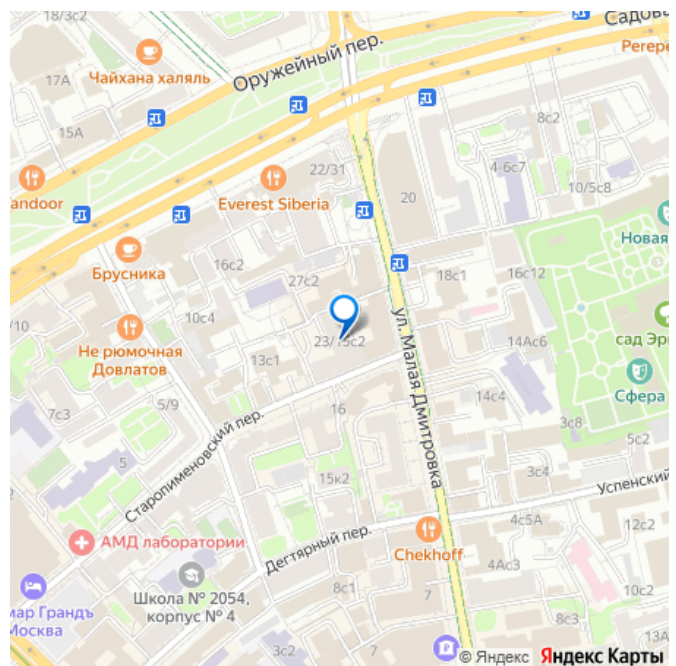 18/3с2
Садова
Чайхана халяль
Оружейный пер.
Perepe
17А
15А
8с2
22/31
4-6с7
andoor
Everest Siberia
20
10/5с8
Новая
Брусника
16с2
27с2
18с1
16с12
10с4
/10
23/15с2
ул. Малая Дмитровка
14Ас6
сад Эр
Не рюмочная
Довлатов
13с1
Сфера
5/9
7с3
14с4
16
3с8
5с2
Старопименовский пер.
5
15к2
3с4
Успенский
АМД лаборатории
Дегтярный пер.
Chekhoff
4с5А
12с2
Школа № 2054,
корпус № 4
8с1
7
4Ас3
10с2
мар Грандъ
Москва
13А
© Яндекс Яндекс Карты